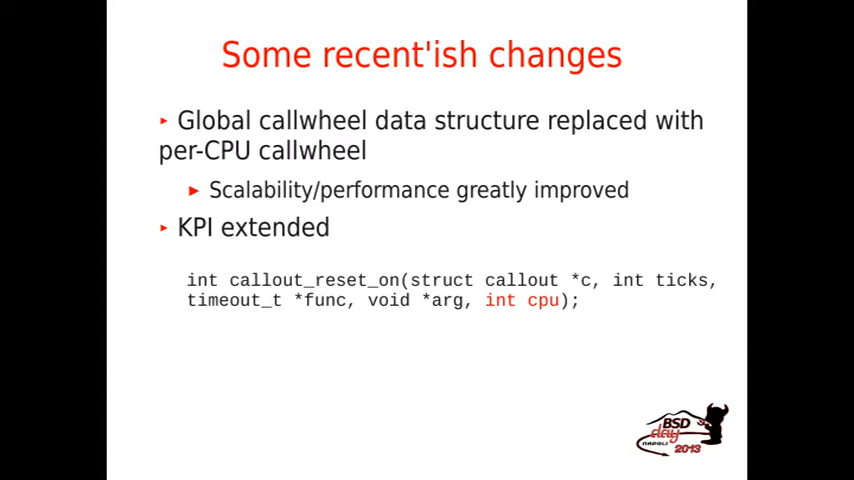 Some recent'ish changes
Global callwheel data structure replaced with
per-CPU callwheel
Scalability/performance greatly improved
KPI extended
int callout_reset_on(struct callout *c, int ticks,
timeout_t *func, void *arg, int cpu);
BSD
day
NAPOLI
2013